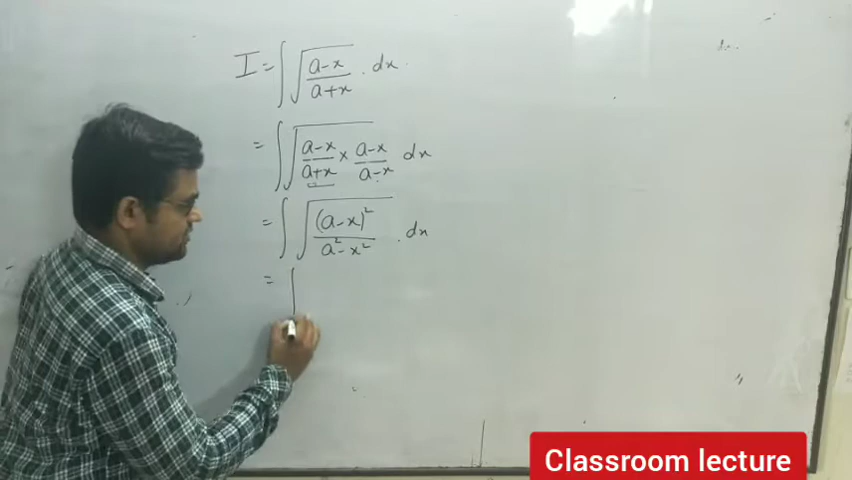 I = ∫ √((a-x)/(a+x)) . dx
= ∫ √((a-x)/(a+x) × (a-x)/(a-x)) dx
= ∫ √((a-x)²/(a²-x²)) . dx
= ∫
Classroom lecture